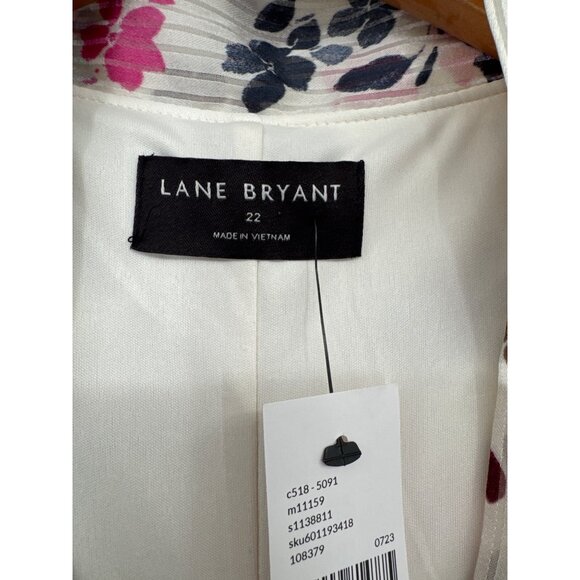 LANE BRYANT
22
MADE IN VIETNAM
c518 - 5091
m11159
s1138811
sku601193418
108379 0723